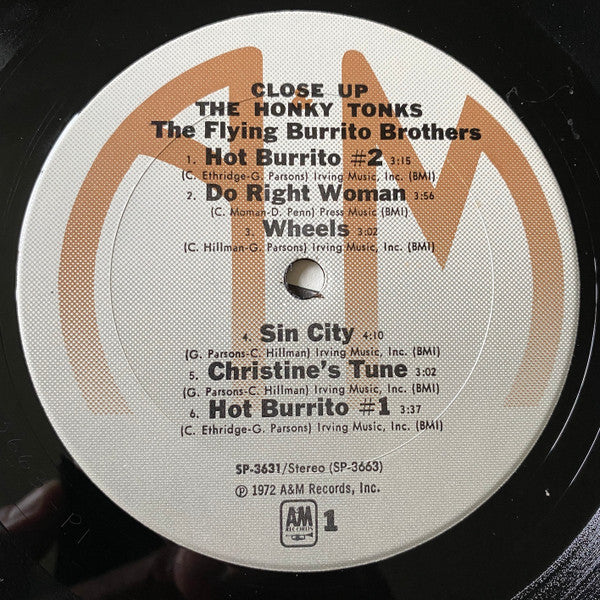 CLOSE UP
THE HONKY TONKS
The Flying Burrito Brothers
1. Hot Burrito #2 3:15
(C. Ethridge-G. Parsons) Irving Music, Inc. (BMI)
2. Do Right Woman 3:56
(C. Moman-D. Penn) Press Music (BMI)
3. Wheels 3:02
(C. Hillman-G. Parsons) Irving Music, Inc. (BMI)
4. Sin City 4:10
(G. Parsons-C. Hillman) Irving Music, Inc. (BMI)
5. Christine's Tune 3:02
(G. Parsons-C. Hillman) Irving Music, Inc. (BMI)
6. Hot Burrito #1 3:37
(C. Ethridge-G. Parsons) Irving Music, Inc. (BMI)
SP-3631/Stereo (SP-3663)
℗ 1972 A&M Records, Inc.
AM
RECORDS
1